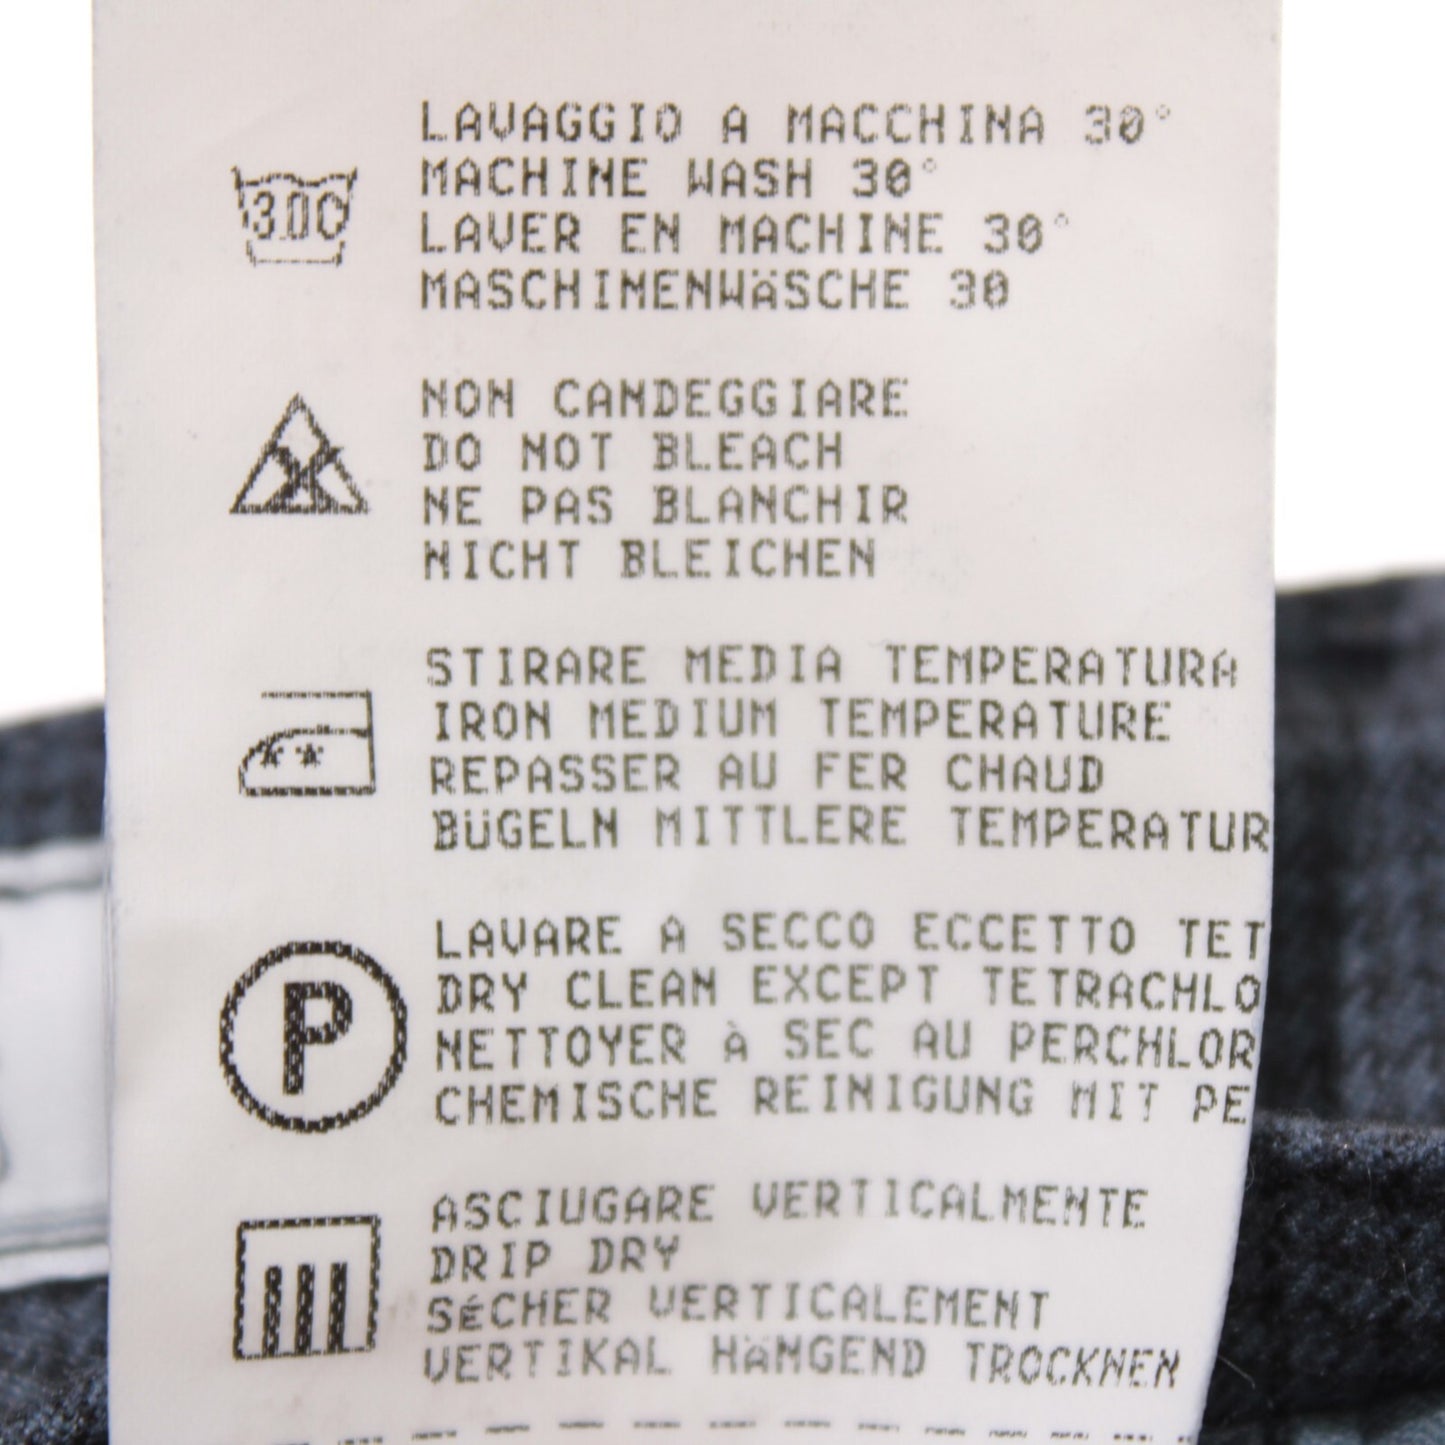 LAVAGGIO A MACCHINA 30°
MACHINE WASH 30°
LAVER EN MACHINE 30°
MASCHINENWÄSCHE 30
30C
NON CANDEGGIARE
DO NOT BLEACH
NE PAS BLANCHIR
NICHT BLEICHEN
STIRARE MEDIA TEMPERATURA
IRON MEDIUM TEMPERATURE
REPASSER AU FER CHAUD
BÜGELN MITTLERE TEMPERATUR
LAVARE A SECCO ECCETTO TET
DRY CLEAN EXCEPT TETRACHLO
NETTOYER À SEC AU PERCHLOR
CHEMISCHE REINIGUNG MIT PE
P
ASCIUGARE VERTICALMENTE
DRIP DRY
SÉCHER VERTICALEMENT
VERTIKAL HÄNGEND TROCKNEN